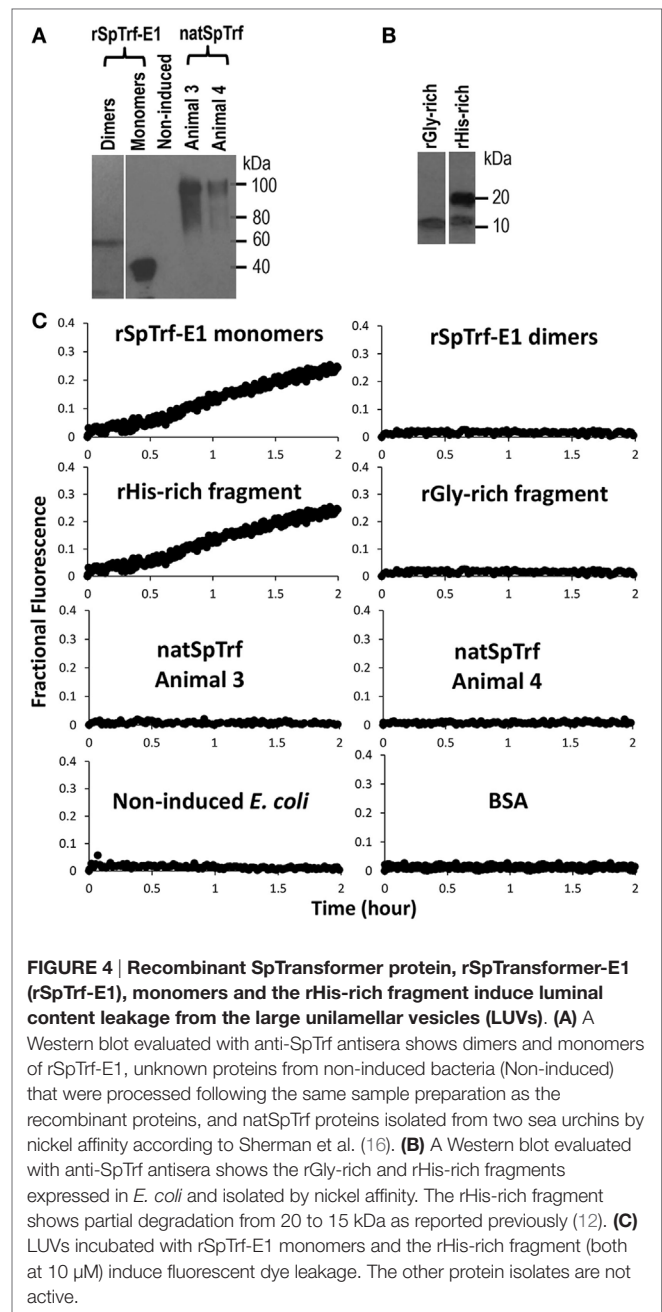 A
rSpTrf-E1 natSpTrf
Dimers
Monomers
Non-induced
Animal 3
Animal 4
kDa
100
80
60
40
B
rGly-rich
rHis-rich
kDa
20
10
C
Fractional Fluorescence
0.4
0.3
0.2
0.1
0
rSpTrf-E1 monomers
0 0.5 1 1.5 2
0.4
0.3
0.2
0.1
0
rSpTrf-E1 dimers
0 0.5 1 1.5 2
0.4
0.3
0.2
0.1
0
rHis-rich fragment
0 0.5 1 1.5 2
0.4
0.3
0.2
0.1
0
rGly-rich fragment
0 0.5 1 1.5 2
0.4
0.3
0.2
0.1
0
natSpTrf
Animal 3
0 0.5 1 1.5 2
0.4
0.3
0.2
0.1
0
natSpTrf
Animal 4
0 0.5 1 1.5 2
0.4
0.3
0.2
0.1
0
Non-induced E. coli
0 0.5 1 1.5 2
0.4
0.3
0.2
0.1
0
BSA
0 0.5 1 1.5 2
Time (hour)
FIGURE 4 | Recombinant SpTransformer protein, rSpTransformer-E1
(rSpTrf-E1), monomers and the rHis-rich fragment induce luminal
content leakage from the large unilamellar vesicles (LUVs). (A) A
Western blot evaluated with anti-SpTrf antisera shows dimers and monomers
of rSpTrf-E1, unknown proteins from non-induced bacteria (Non-induced)
that were processed following the same sample preparation as the
recombinant proteins, and natSpTrf proteins isolated from two sea urchins by
nickel affinity according to Sherman et al. (16). (B) A Western blot evaluated
with anti-SpTrf antisera shows the rGly-rich and rHis-rich fragments
expressed in E. coli and isolated by nickel affinity. The rHis-rich fragment
shows partial degradation from 20 to 15 kDa as reported previously (12). (C)
LUVs incubated with rSpTrf-E1 monomers and the rHis-rich fragment (both
at 10 µM) induce fluorescent dye leakage. The other protein isolates are not
active.